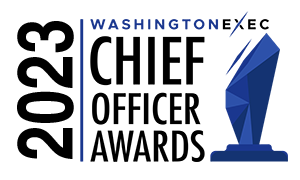 2023
WASHINGTONEXEC
CHIEF
OFFICER
AWARDS